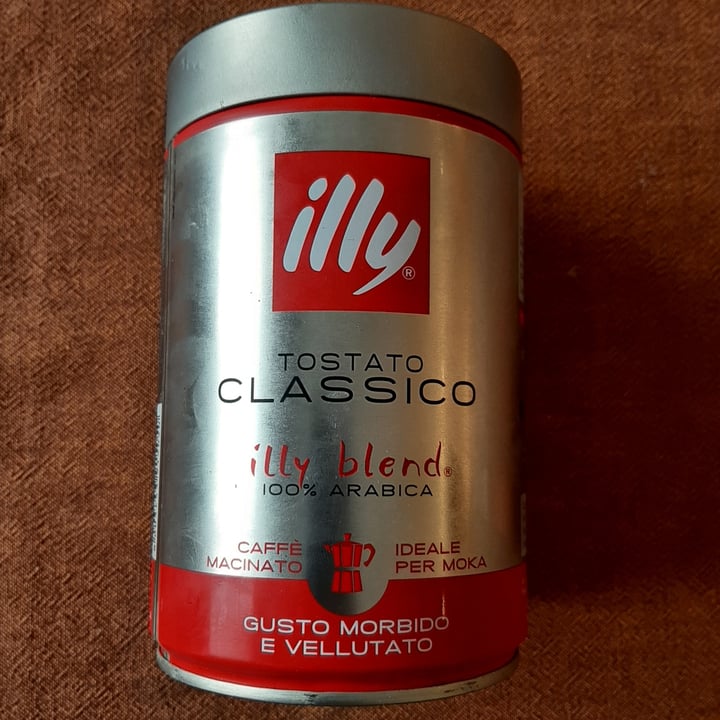 illy®
TOSTATO
CLASSICO
illy blend®
100% ARABICA
CAFFÈ
MACINATO
IDEALE
PER MOKA
GUSTO MORBIDO
E VELLUTATO